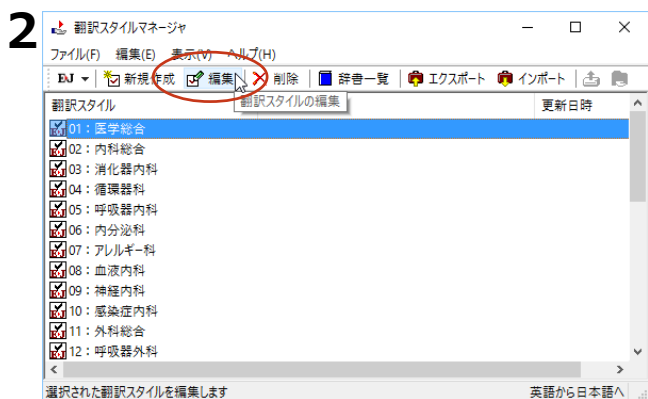 2
翻訳スタイルマネージャ
ファイル(F) 編集(E) 表示(V) ヘルプ(H)
EJ 新規作成 編集 削除 辞書一覧 エクスポート インポート
翻訳スタイルの編集
翻訳スタイル 更新日時
01：医学総合
02：内科総合
03：消化器内科
04：循環器科
05：呼吸器内科
06：内分泌科
07：アレルギー科
08：血液内科
09：神経内科
10：感染症内科
11：外科総合
12：呼吸器外科
選択された翻訳スタイルを編集します 英語から日本語へ